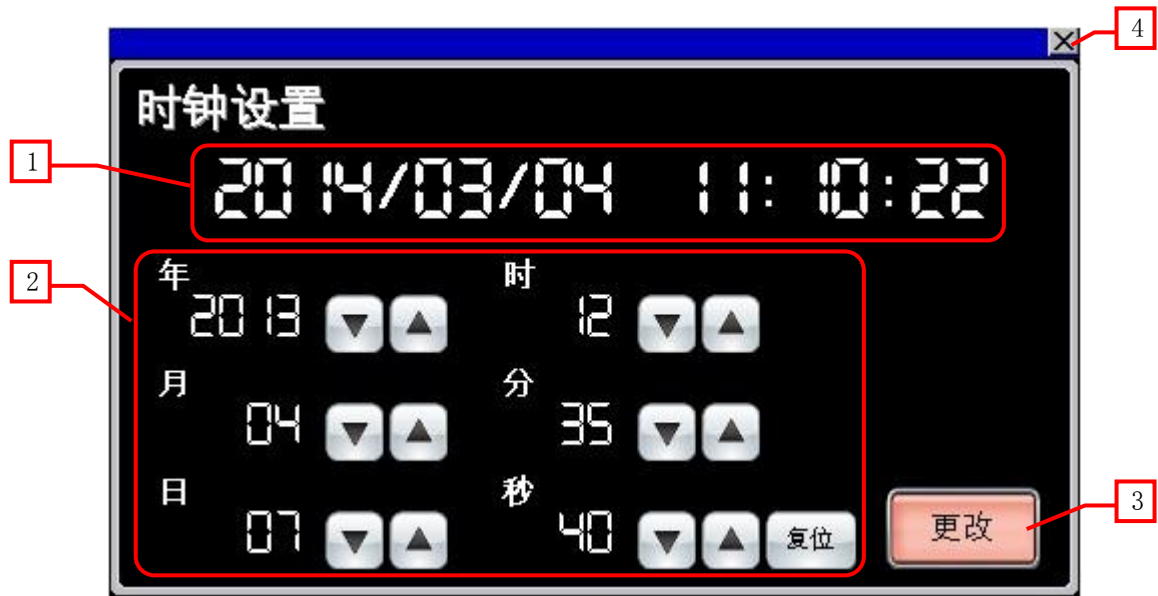 4
时钟设置
1
2014/03/04 11:10:22
2
年 时
2013 ▼ ▲ 12 ▼ ▲
月 分
04 ▼ ▲ 35 ▼ ▲
日 秒
07 ▼ ▲ 40 ▼ ▲ 复位
更改
3